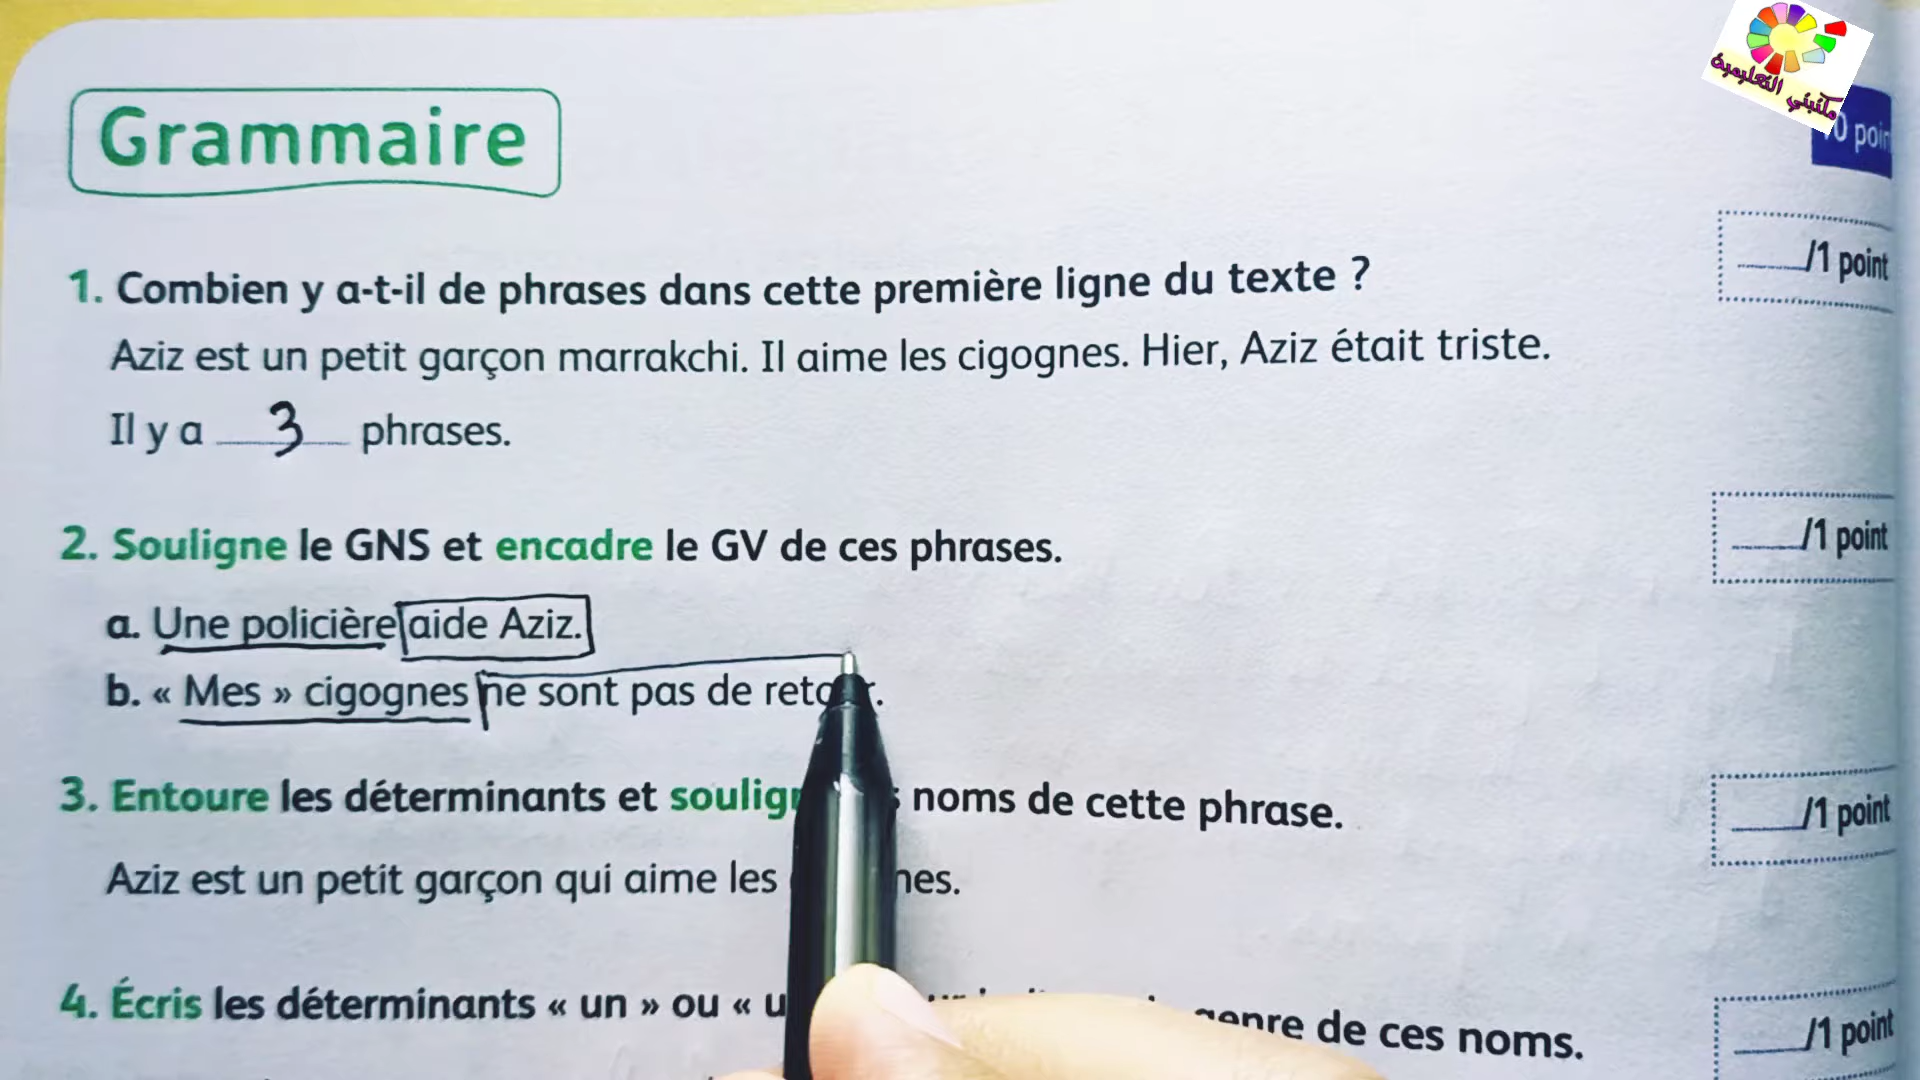 مكتبتي التعليمية
Grammaire
1. Combien y a-t-il de phrases dans cette première ligne du texte ?
/1 point
Aziz est un petit garçon marrakchi. Il aime les cigognes. Hier, Aziz était triste.
Il y a 3 phrases.
2. Souligne le GNS et encadre le GV de ces phrases.
/1 point
a. Une policière aide Aziz.
b. « Mes » cigognes ne sont pas de
3. Entoure les déterminants et noms de cette phrase.
/1 point
Aziz est un petit garçon qui aime les
4. Écris les déterminants « un » ou « genre de ces noms.
/1 point